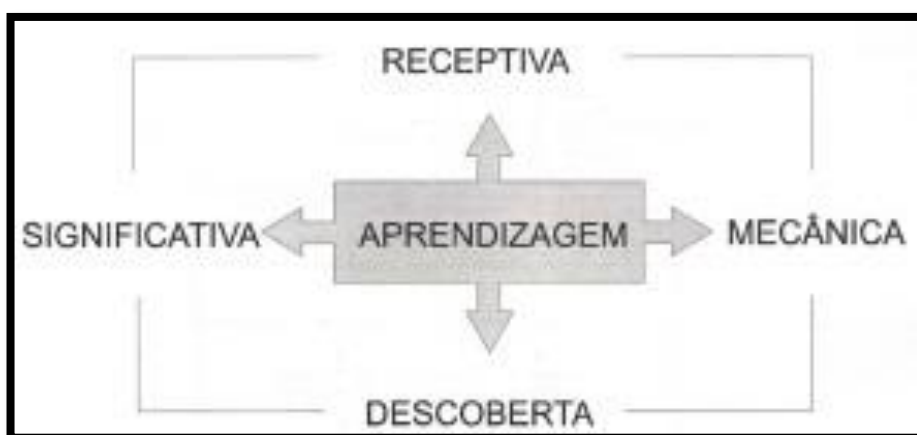 RECEPTIVA
SIGNIFICATIVA
APRENDIZAGEM
MECÂNICA
DESCOBERTA